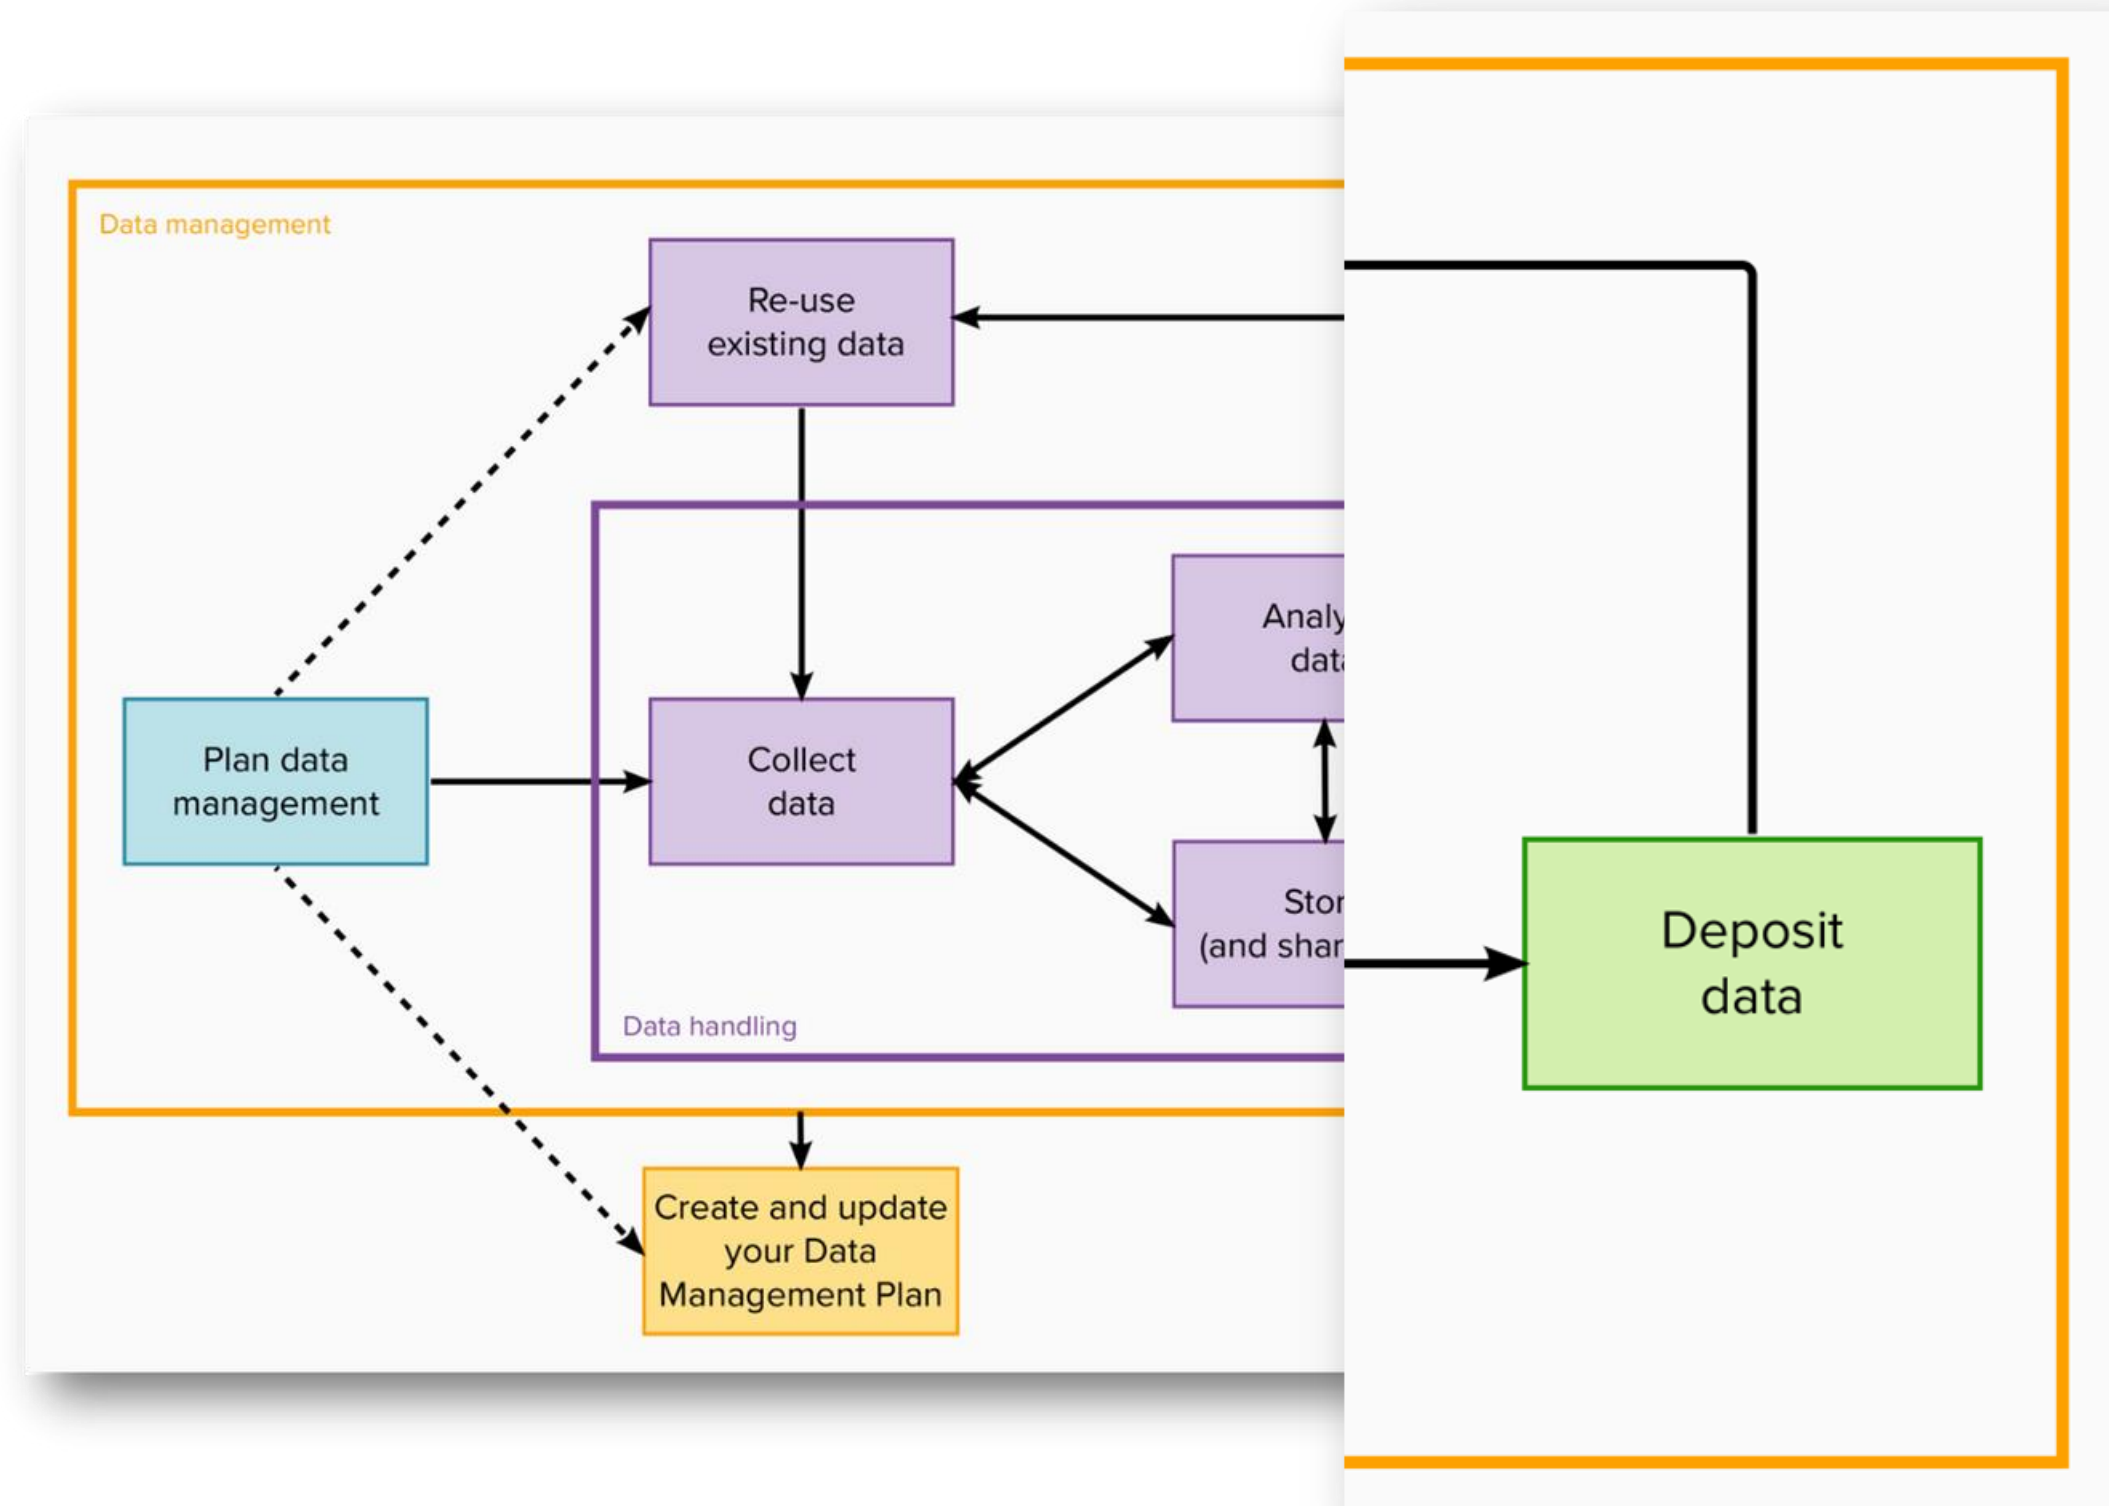 Data management
Re-use
existing data
Analy
data
Plan data
management
Collect
data
Stor
(and shar
Data handling
Create and update
your Data
Management Plan
Deposit
data